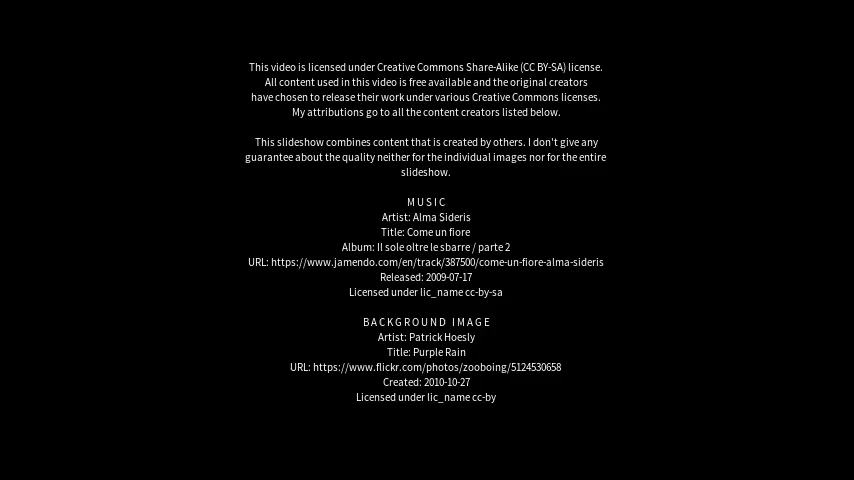 This video is licensed under Creative Commons Share-Alike (CC BY-SA) license.
All content used in this video is free available and the original creators
have chosen to release their work under various Creative Commons licenses.
My attributions go to all the content creators listed below.
This slideshow combines content that is created by others. I don't give any
guarantee about the quality neither for the individual images nor for the entire
slideshow.
MUSIC
Artist: Alma Sideris
Title: Come un fiore
Album: Il sole oltre le sbarre / parte 2
URL: https://www.jamendo.com/en/track/387500/come-un-fiore-alma-sideris
Released: 2009-07-17
Licensed under lic_name cc-by-sa
BACKGROUND IMAGE
Artist: Patrick Hoesly
Title: Purple Rain
URL: https://www.flickr.com/photos/zooboing/5124530658
Created: 2010-10-27
Licensed under lic_name cc-by